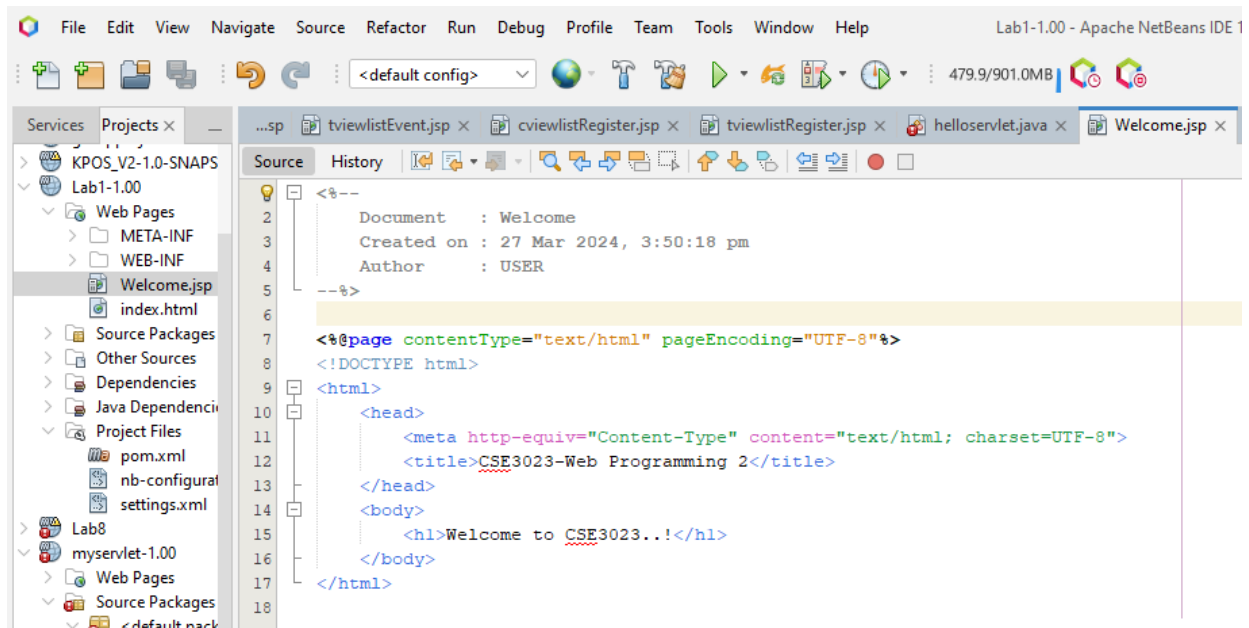 File Edit View Navigate Source Refactor Run Debug Profile Team Tools Window Help Lab1-1.00 - Apache NetBeans IDE 1
<default config> 479.9/901.0MB
Services Projects × ...sp tviewlistEvent.jsp × cviewlistRegister.jsp × tviewlistRegister.jsp × helloservlet.java × Welcome.jsp ×
KPOS_V2-1.0-SNAPS
Lab1-1.00
Web Pages
META-INF
WEB-INF
Welcome.jsp
index.html
Source Packages
Other Sources
Dependencies
Java Dependenci
Project Files
pom.xml
nb-configurat
settings.xml
Lab8
myservlet-1.00
Web Pages
Source Packages
<default pack
Source History
<%--
2 Document : Welcome
3 Created on : 27 Mar 2024, 3:50:18 pm
4 Author : USER
5 --%>
6
7 <%@page contentType="text/html" pageEncoding="UTF-8"%>
8 <!DOCTYPE html>
9 <html>
10 <head>
11 <meta http-equiv="Content-Type" content="text/html; charset=UTF-8">
12 <title>CSE3023-Web Programming 2</title>
13 </head>
14 <body>
15 <h1>Welcome to CSE3023..!</h1>
16 </body>
17 </html>
18